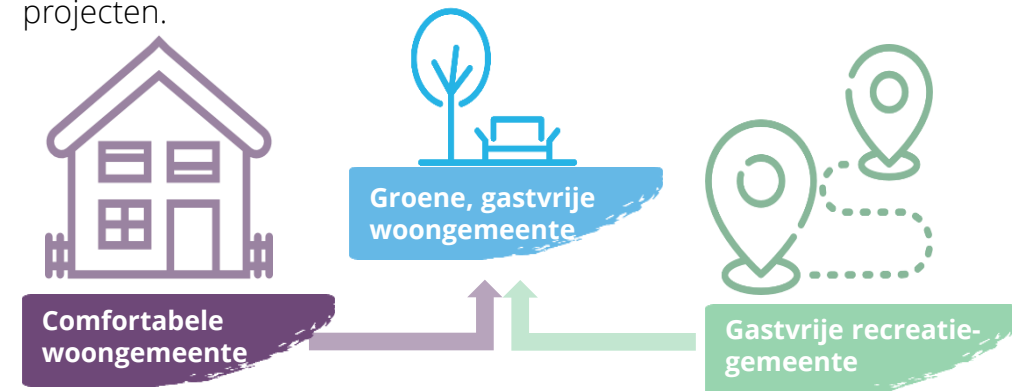 projecten.
Groene, gastvrije
woongemeente
Comfortabele
woongemeente
Gastvrije recreatie-
gemeente